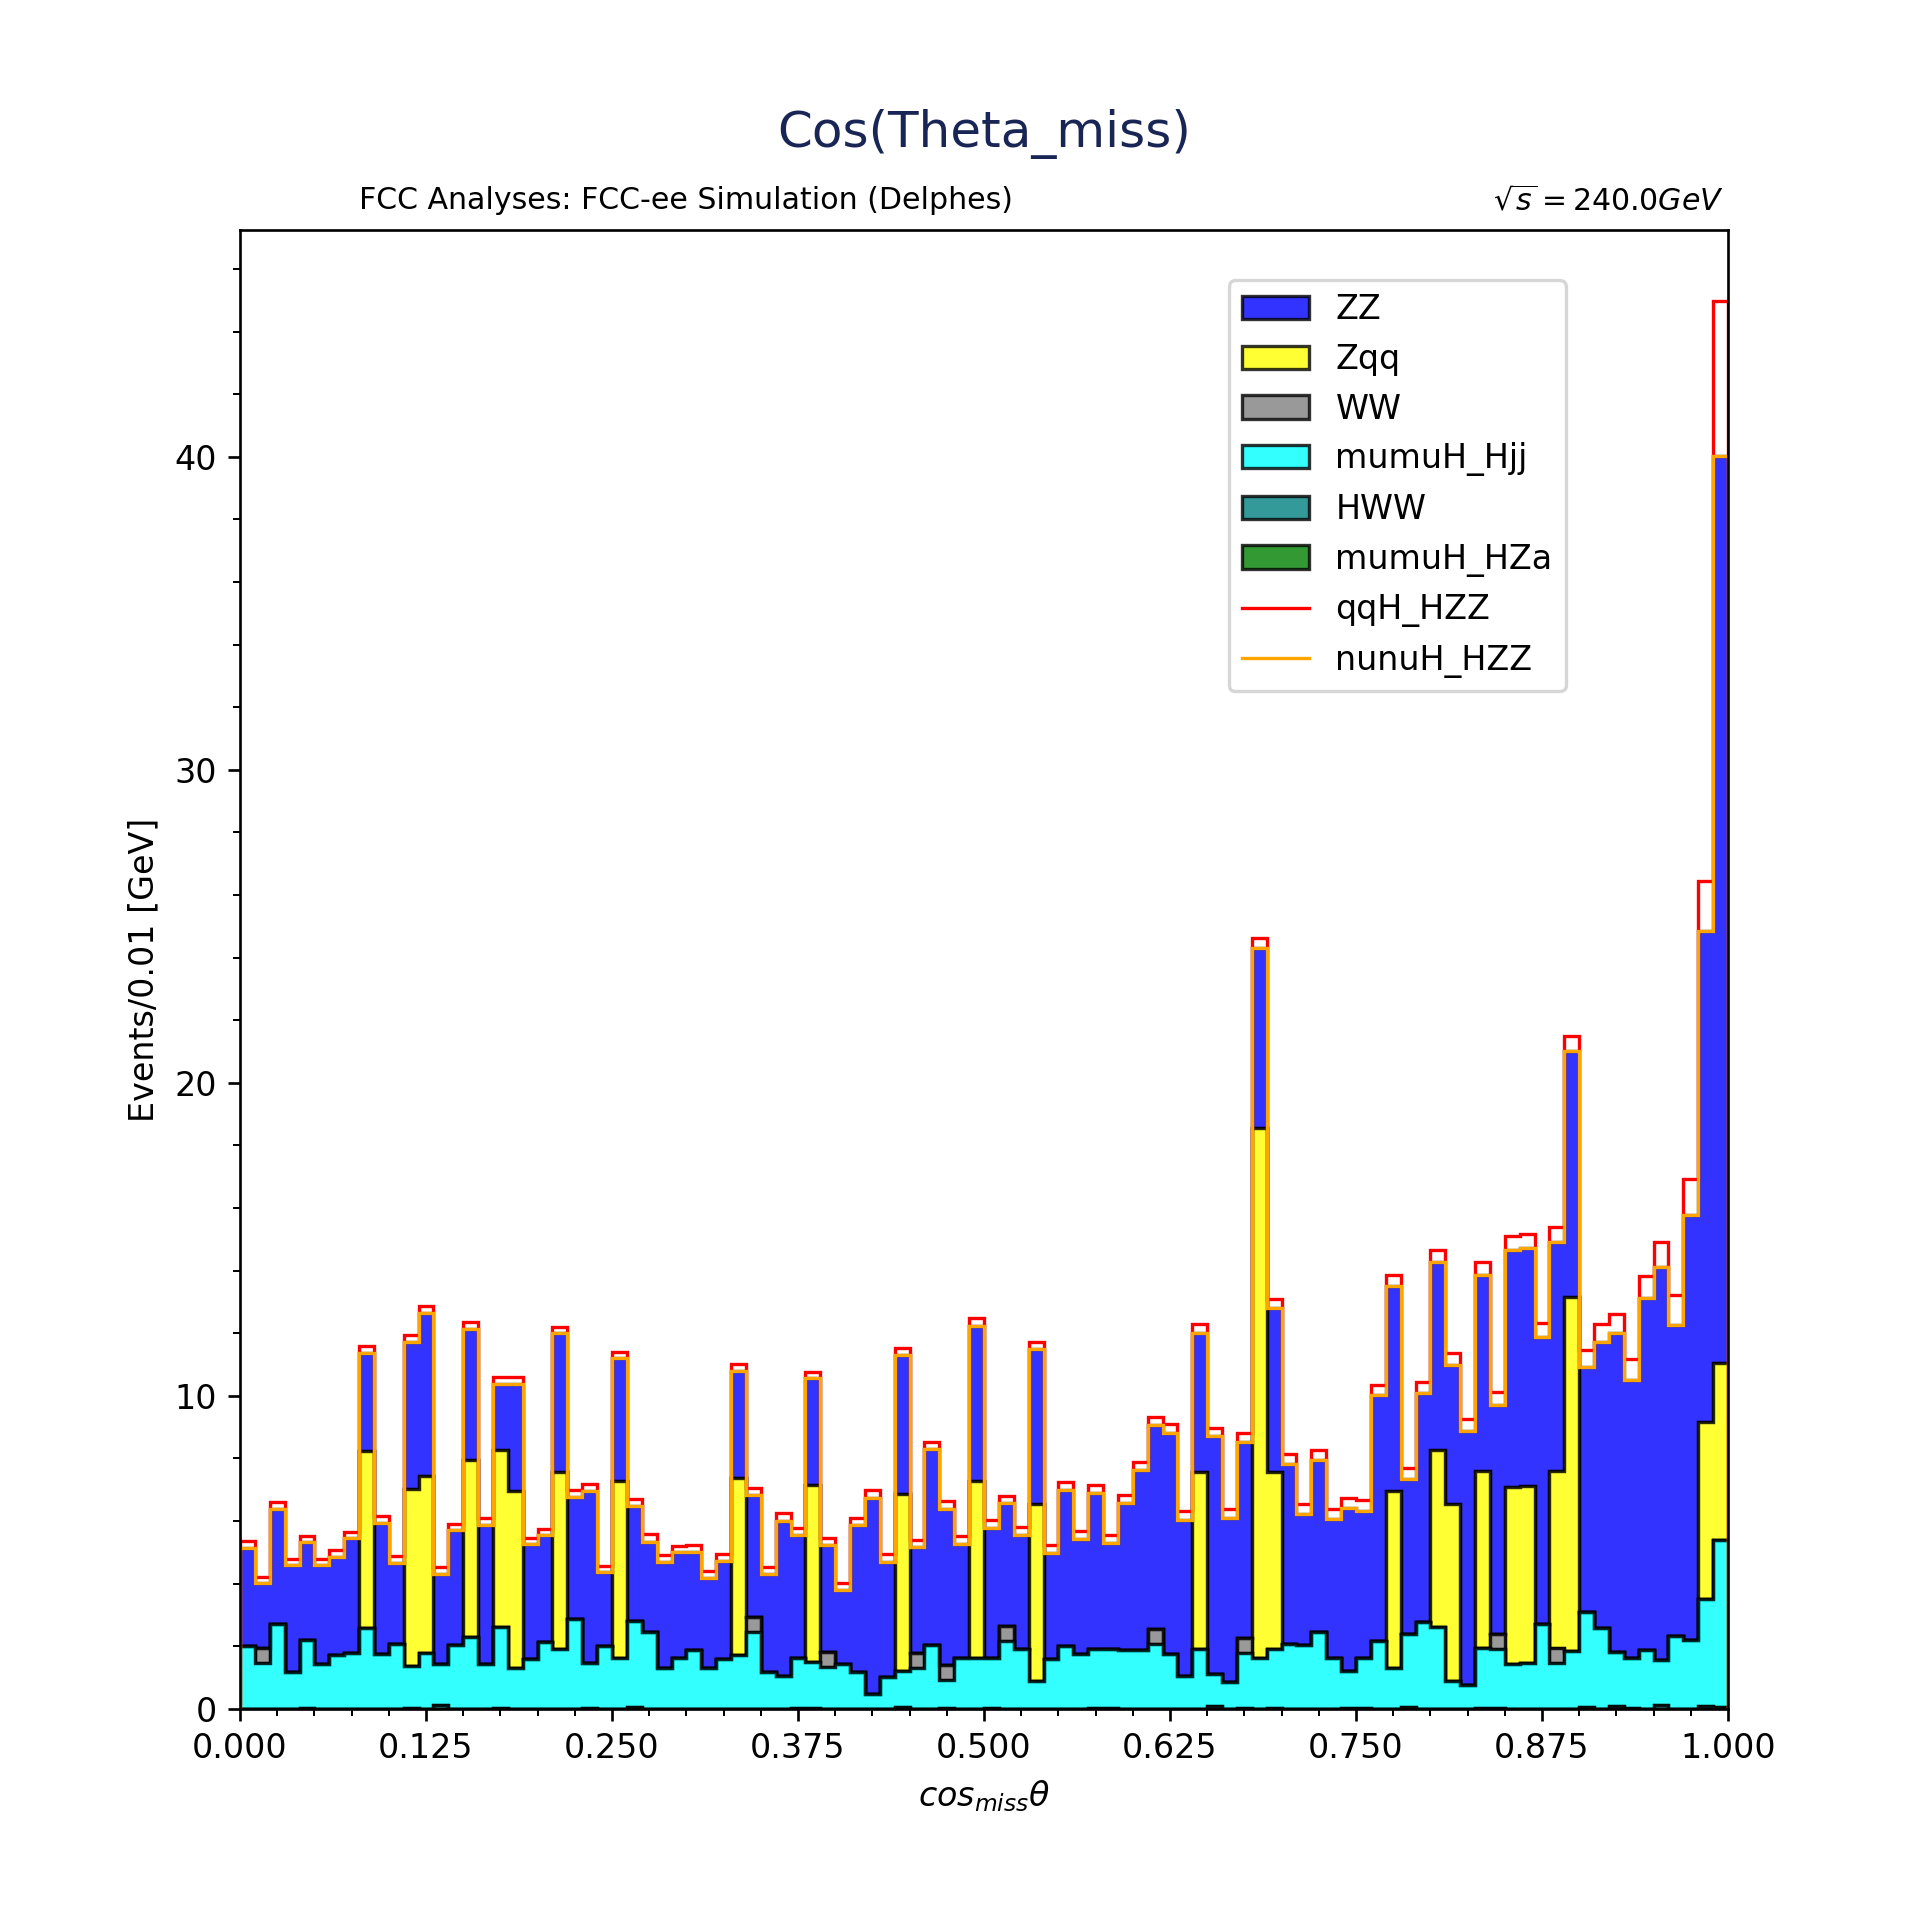 Cos(Theta_miss)
FCC Analyses: FCC-ee Simulation (Delphes)
√s = 240.0GeV
ZZ
Zqq
WW
mumuH_Hjj
HWW
mumuH_HZa
qqH_HZZ
nunuH_HZZ
Events/0.01 [GeV]
40
30
20
10
0
0.000 0.125 0.250 0.375 0.500 0.625 0.750 0.875 1.000
cos_miss θ